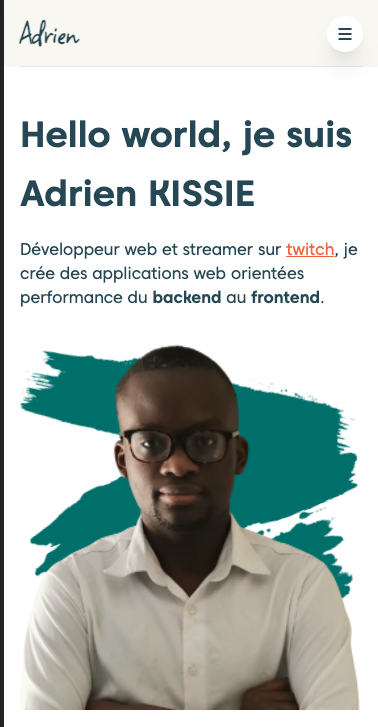 Adrien
Hello world, je suis
Adrien KISSIE
Développeur web et streamer sur twitch, je
crée des applications web orientées
performance du backend au frontend.